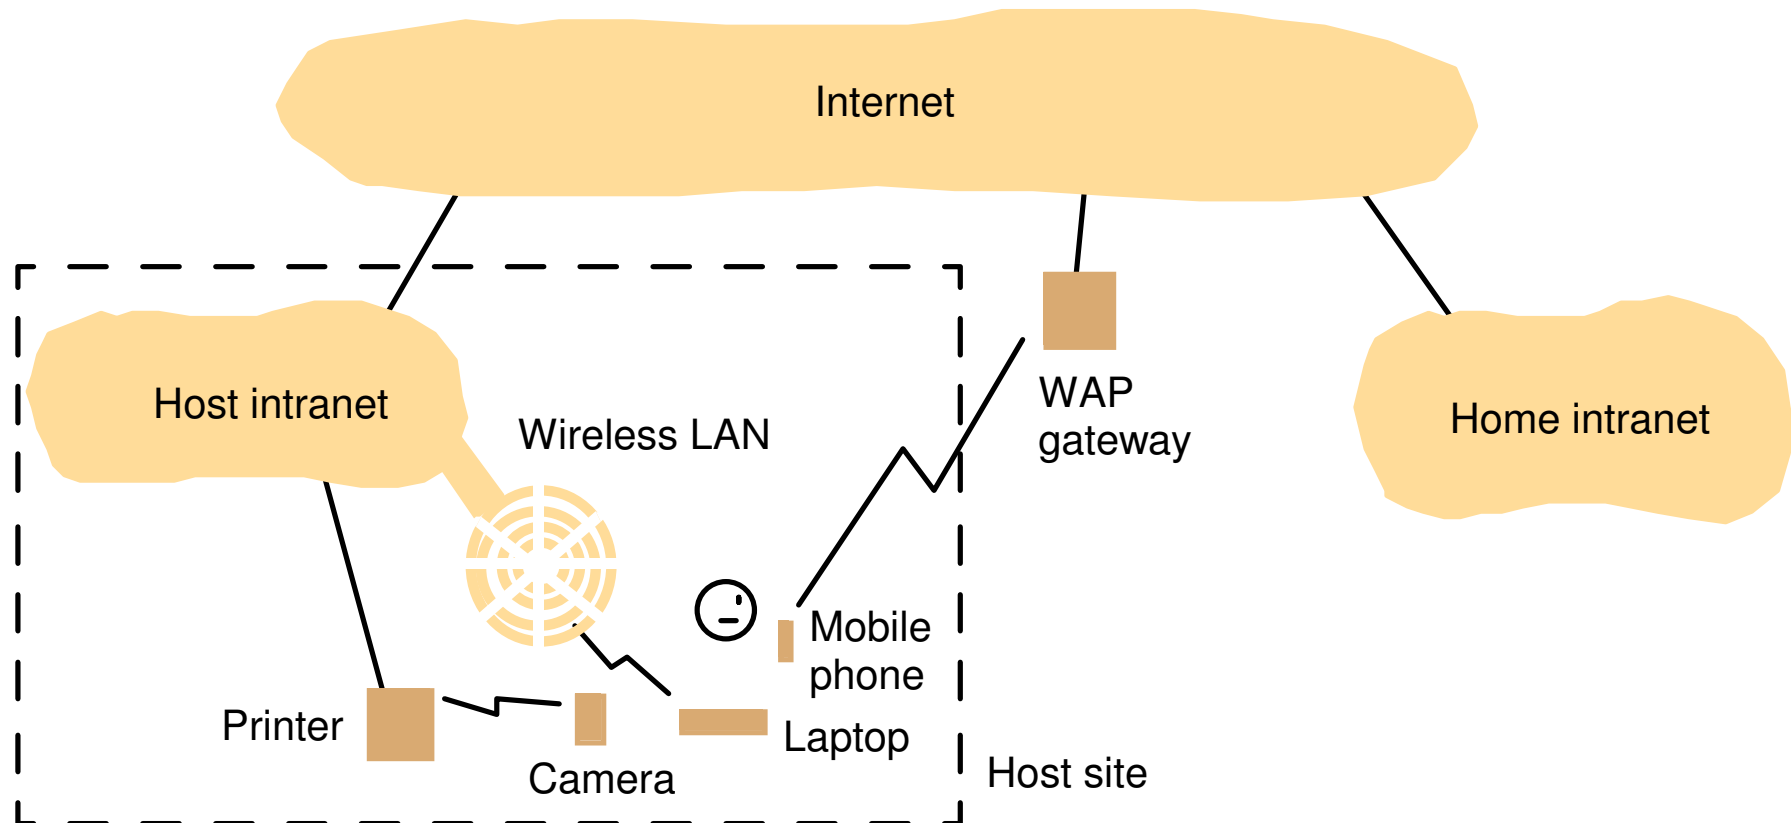 Internet
Host intranet
Wireless LAN
WAP
gateway
Home intranet
Mobile
phone
Printer
Camera
Laptop
Host site